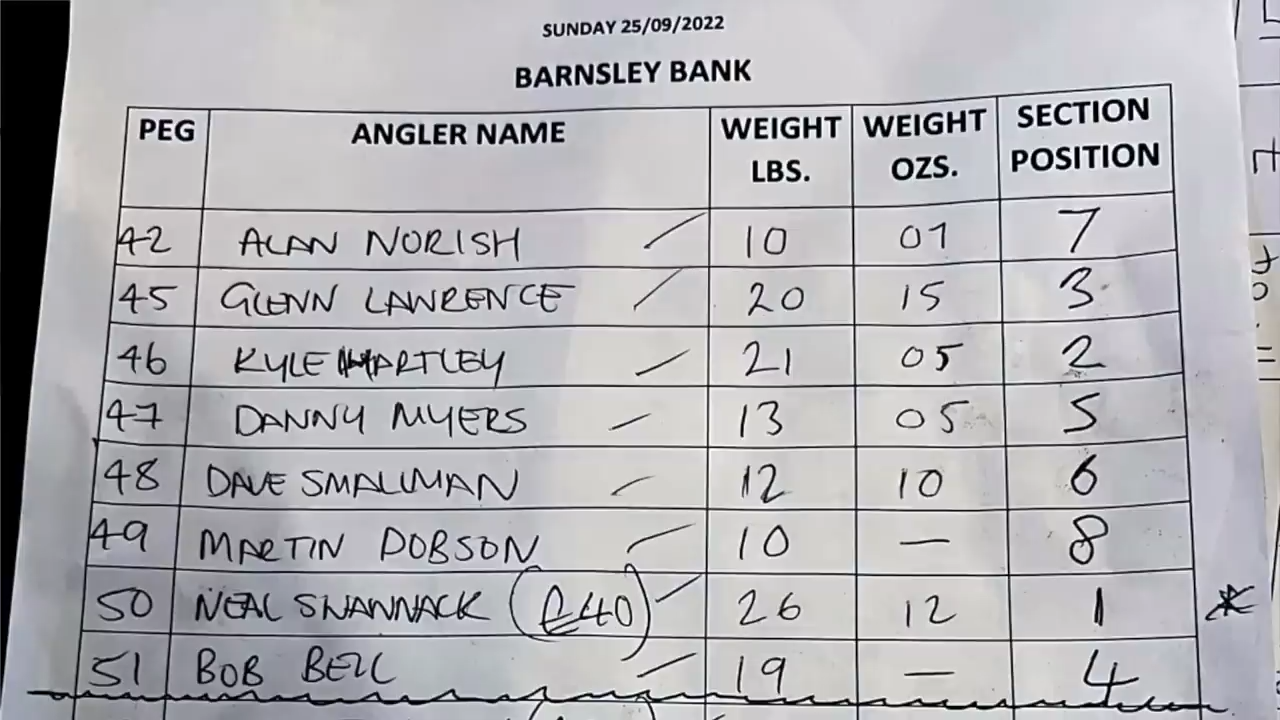 SUNDAY 25/09/2022
BARNSLEY BANK
PEG ANGLER NAME WEIGHT LBS. WEIGHT OZS. SECTION POSITION
42 ALAN NORISH 10 01 7
45 GLENN LAWRENCE 20 15 3
46 KYLE HARTLEY 21 05 2
47 DANNY MYERS 13 05 5
48 DAVE SMALLMAN 12 10 6
49 MARTIN DOBSON 10 — 8
50 NEAL SWANNACK (£40) 26 12 1 *
51 BOB BELL 19 — 4